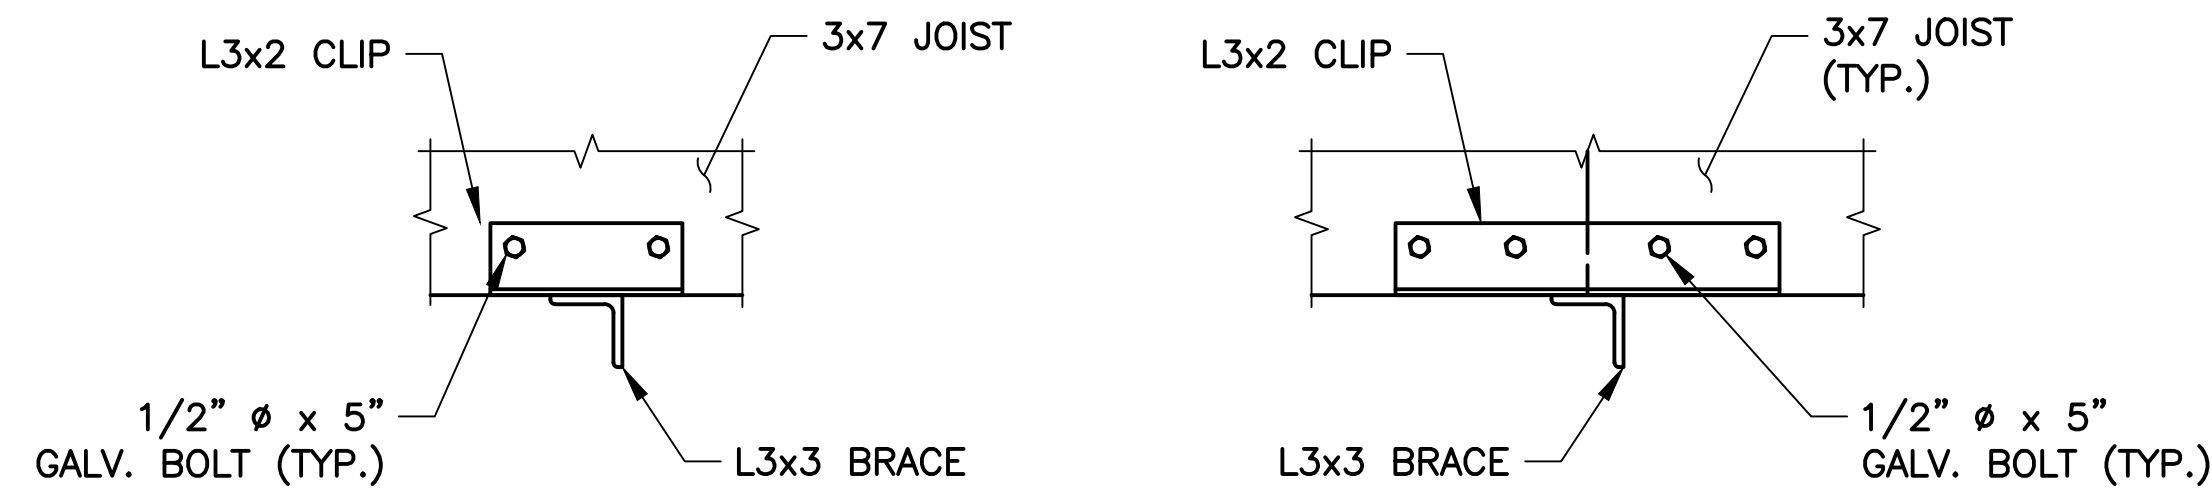 L3x2 CLIP
3x7 JOIST
1/2" ø x 5"
GALV. BOLT (TYP.)
L3x3 BRACE
L3x2 CLIP
3x7 JOIST
(TYP.)
L3x3 BRACE
1/2" ø x 5"
GALV. BOLT (TYP.)